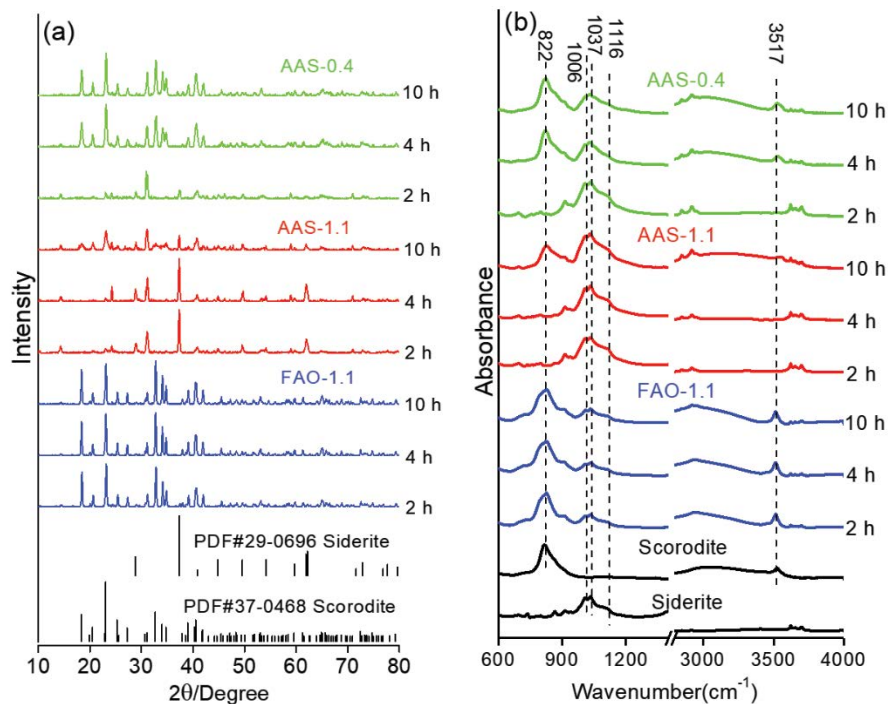 (a)
AAS-0.4
10 h
4 h
2 h
AAS-1.1
10 h
4 h
2 h
FAO-1.1
10 h
4 h
2 h
PDF#29-0696 Siderite
PDF#37-0468 Scorodite
10 20 30 40 50 60 70 80
2θ/Degree
Intensity
(b)
822
1006
1037
1116
3517
AAS-0.4
10 h
4 h
2 h
AAS-1.1
10 h
4 h
2 h
FAO-1.1
10 h
4 h
2 h
Scorodite
Siderite
600 900 1200 3000 3500 4000
Wavenumber(cm⁻¹)
Absorbance